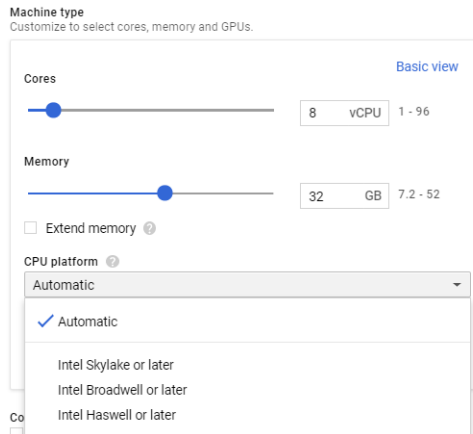 Machine type
Customize to select cores, memory and GPUs.
Basic view
Cores
8 vCPU 1 - 96
Memory
32 GB 7.2 - 52
Extend memory ?
CPU platform ?
Automatic
Automatic
Intel Skylake or later
Intel Broadwell or later
Intel Haswell or later
Co